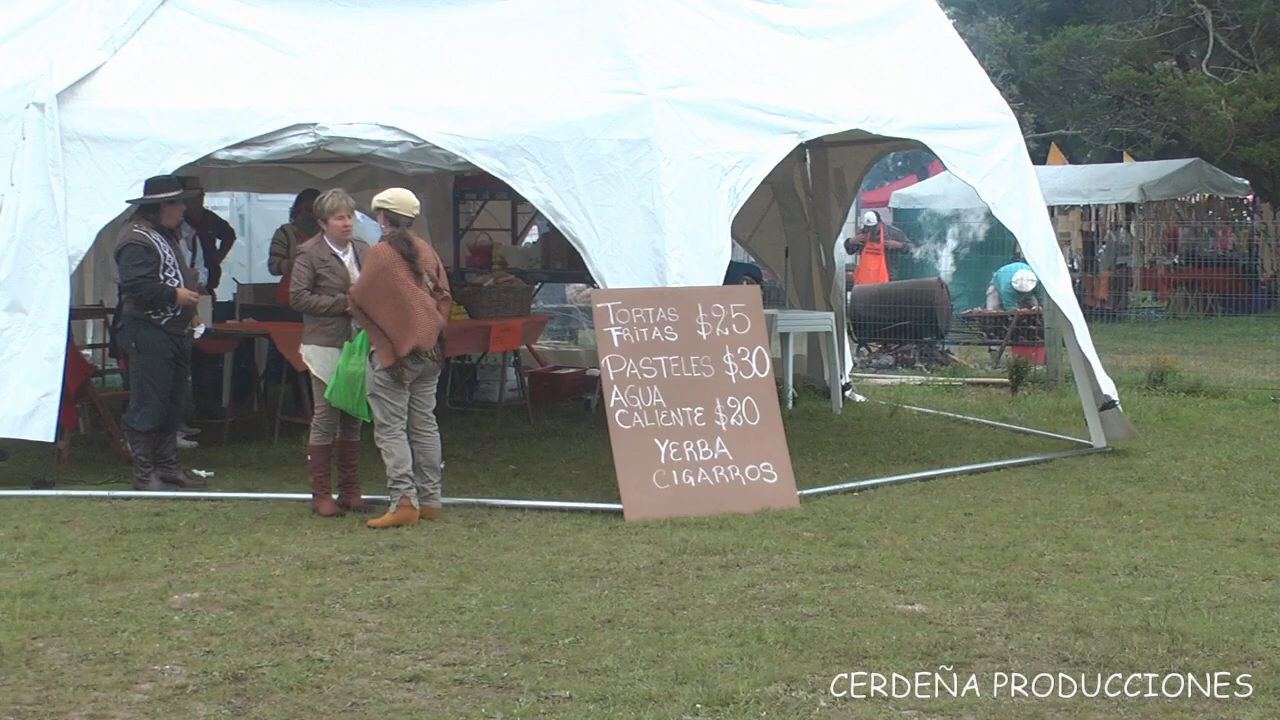 TORTAS
FRITAS $25
PASTELES $30
AGUA
CALIENTE $20
YERBA
CIGARROS
CERDEÑA PRODUCCIONES